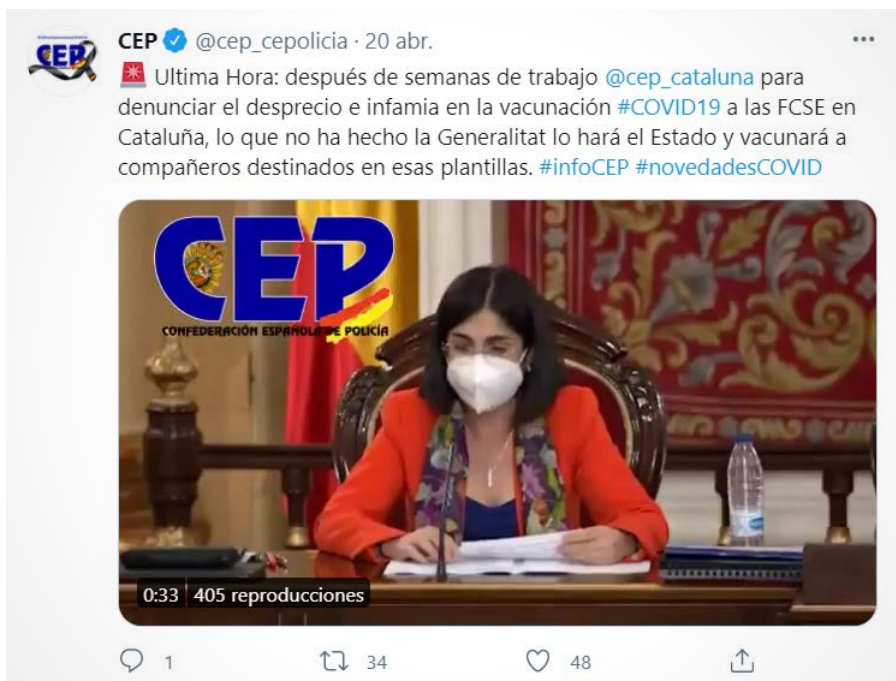 CEP @cep_cepolicia · 20 abr.
Ultima Hora: después de semanas de trabajo @cep_cataluna para
denunciar el desprecio e infamia en la vacunación #COVID19 a las FCSE en
Cataluña, lo que no ha hecho la Generalitat lo hará el Estado y vacunará a
compañeros destinados en esas plantillas. #infoCEP #novedadesCOVID
CEP
CEP
CONFEDERACIÓN ESPAÑOLA DE POLICÍA
0:33 405 reproducciones
1 34 48